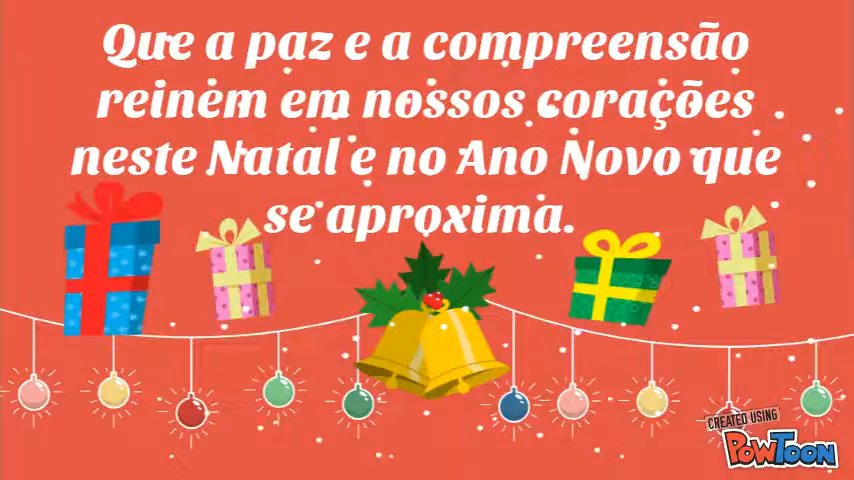 Que a paz e a compreensão
reinem em nossos corações
neste Natal e no Ano Novo que
se aproxima.
CREATED USING
POWTOON